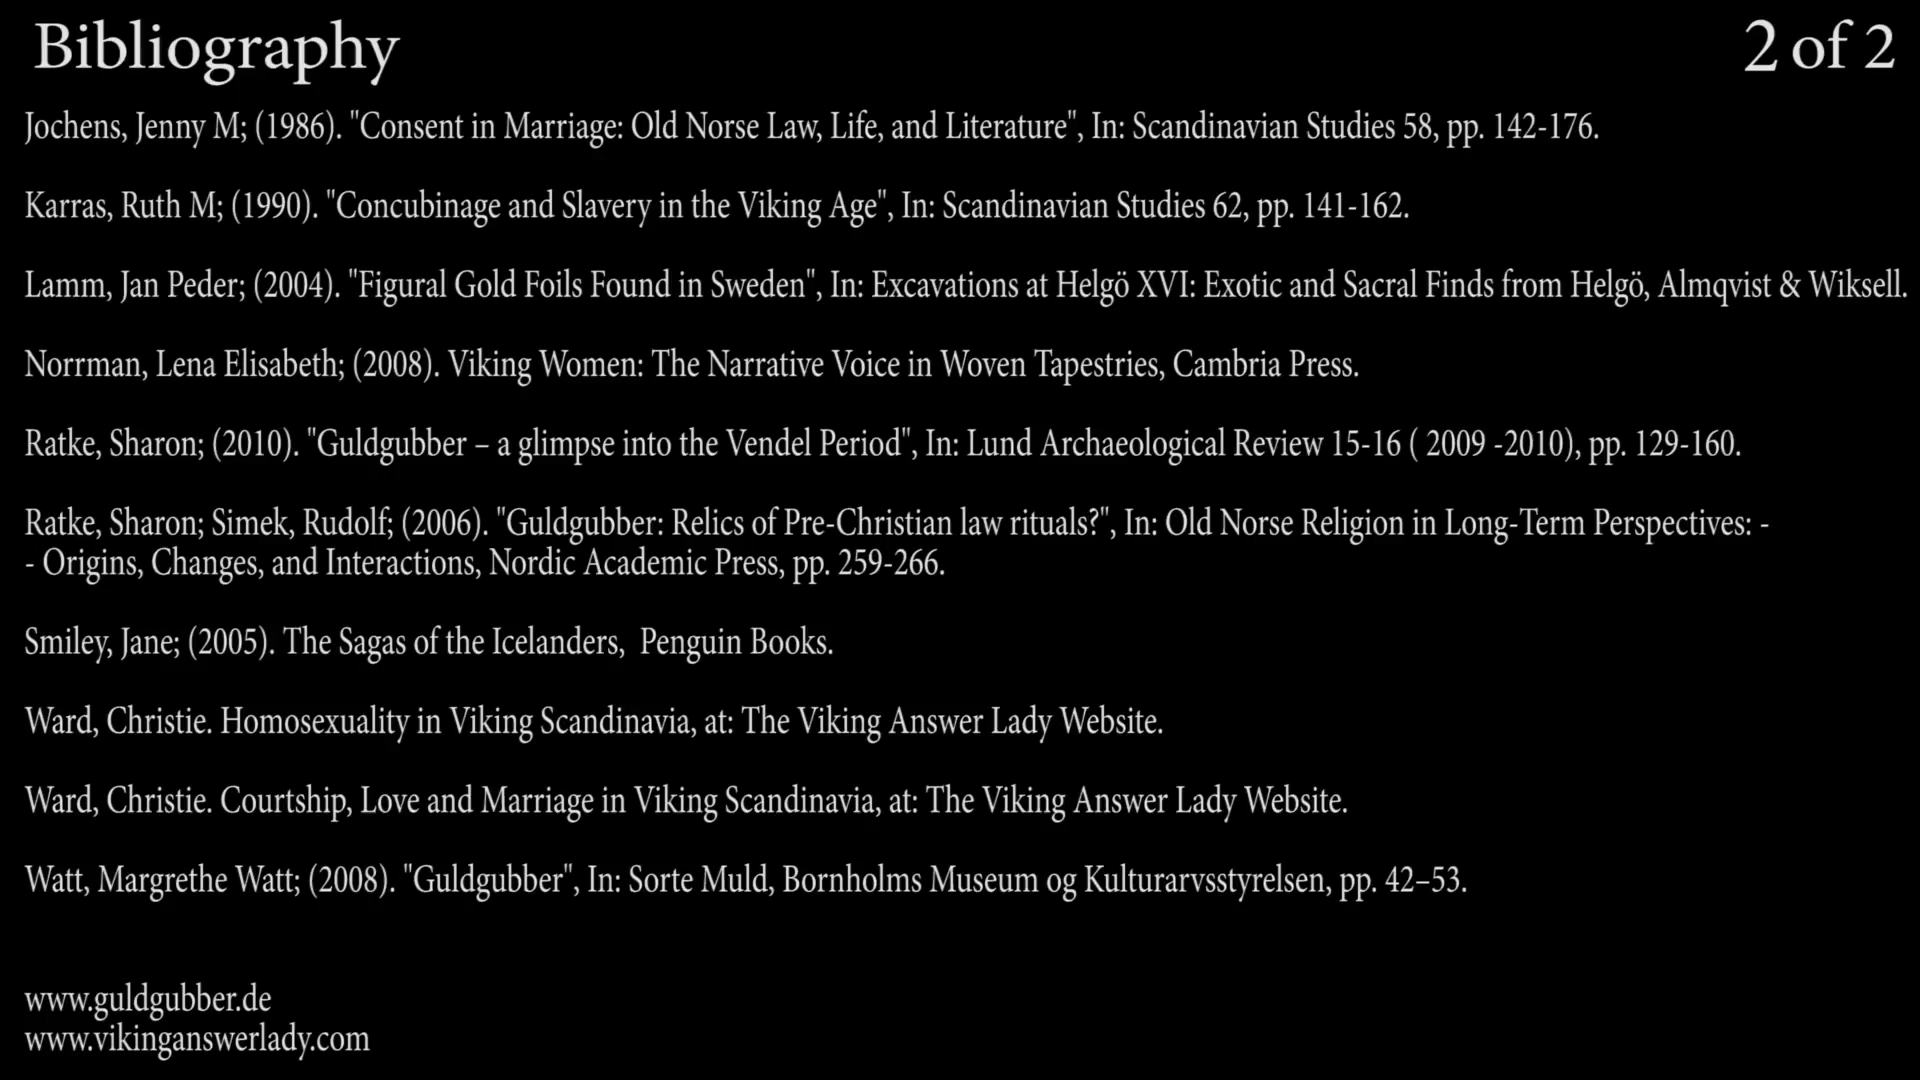 Bibliography
2 of 2
Jochens, Jenny M; (1986). "Consent in Marriage: Old Norse Law, Life, and Literature", In: Scandinavian Studies 58, pp. 142-176.
Karras, Ruth M; (1990). "Concubinage and Slavery in the Viking Age", In: Scandinavian Studies 62, pp. 141-162.
Lamm, Jan Peder; (2004). "Figural Gold Foils Found in Sweden", In: Excavations at Helgö XVI: Exotic and Sacral Finds from Helgö, Almqvist & Wiksell.
Norrman, Lena Elisabeth; (2008). Viking Women: The Narrative Voice in Woven Tapestries, Cambria Press.
Ratke, Sharon; (2010). "Guldgubber – a glimpse into the Vendel Period", In: Lund Archaeological Review 15-16 ( 2009 -2010), pp. 129-160.
Ratke, Sharon; Simek, Rudolf; (2006). "Guldgubber: Relics of Pre-Christian law rituals?", In: Old Norse Religion in Long-Term Perspectives: -
- Origins, Changes, and Interactions, Nordic Academic Press, pp. 259-266.
Smiley, Jane; (2005). The Sagas of the Icelanders,  Penguin Books.
Ward, Christie. Homosexuality in Viking Scandinavia, at: The Viking Answer Lady Website.
Ward, Christie. Courtship, Love and Marriage in Viking Scandinavia, at: The Viking Answer Lady Website.
Watt, Margrethe Watt; (2008). "Guldgubber", In: Sorte Muld, Bornholms Museum og Kulturarvsstyrelsen, pp. 42–53.
www.guldgubber.de
www.vikinganswerlady.com